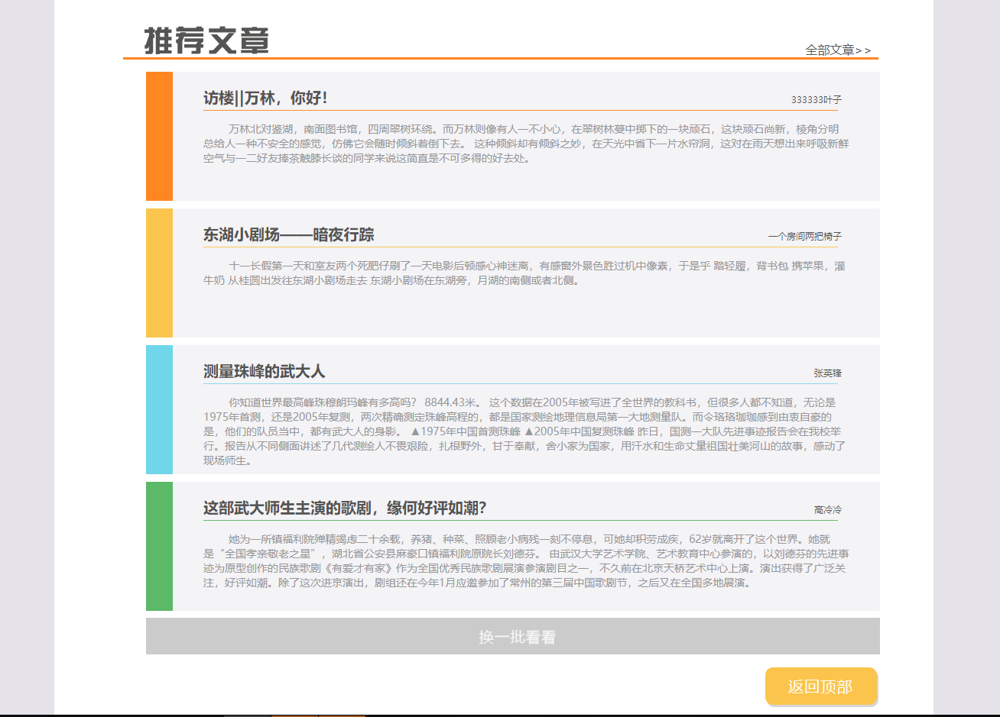 推荐文章
全部文章>>
访楼||万林，你好！
333333叶子
万林北对鉴湖，南面图书馆，四周翠树环绕。而万林则像有人一不小心，在翠树林蔓中掷下的一块顽石，这块顽石尚新，棱角分明
总给人一种不安全的感觉，仿佛它会随时倾斜着倒下去。 这种倾斜却有倾斜之妙，在天光中省下一片水帘洞，这对在雨天想出来呼吸新鲜
空气与一二好友捧茶触膝长谈的同学来说这简直是不可多得的好去处。
东湖小剧场——暗夜行踪
一个房间两把椅子
十一长假第一天和室友两个死肥仔刷了一天电影后顿感心神迷离，有感窗外景色胜过机中像素，于是乎 踏轻履，背书包 携苹果，灌
牛奶 从桂圆出发往东湖小剧场走去 东湖小剧场在东湖旁，月湖的南侧或者北侧。
测量珠峰的武大人
张英锋
你知道世界最高峰珠穆朗玛峰有多高吗？ 8844.43米。 这个数据在2005年被写进了全世界的教科书，但很多人都不知道，无论是
1975年首测，还是2005年复测，两次精确测定珠峰高程的，都是国家测绘地理信息局第一大地测量队。而令珞珞珈珈感到由衷自豪的
是，他们的队员当中，都有武大人的身影。 ▲1975年中国首测珠峰 ▲2005年中国复测珠峰 昨日，国测一大队先进事迹报告会在我校举
行。报告从不同侧面讲述了几代测绘人不畏艰险，扎根野外，甘于奉献，舍小家为国家，用汗水和生命丈量祖国壮美河山的故事，感动了
现场师生。
这部武大师生主演的歌剧，缘何好评如潮？
高冷冷
她为一所镇福利院殚精竭虑二十余载，养猪、种菜、照顾老小病残一刻不停息，可她却积劳成疾，62岁就离开了这个世界。她就
是“全国孝亲敬老之星”，湖北省公安县麻豪口镇福利院原院长刘德芬。 由武汉大学艺术学院、艺术教育中心参演的，以刘德芬的先进事
迹为原型创作的民族歌剧《有爱才有家》作为全国优秀民族歌剧展演参演剧目之一，不久前在北京天桥艺术中心上演。演出获得了广泛关
注，好评如潮。除了这次进京演出，剧组还在今年1月应邀参加了常州的第三届中国歌剧节，之后又在全国多地展演。
换一批看看
返回顶部